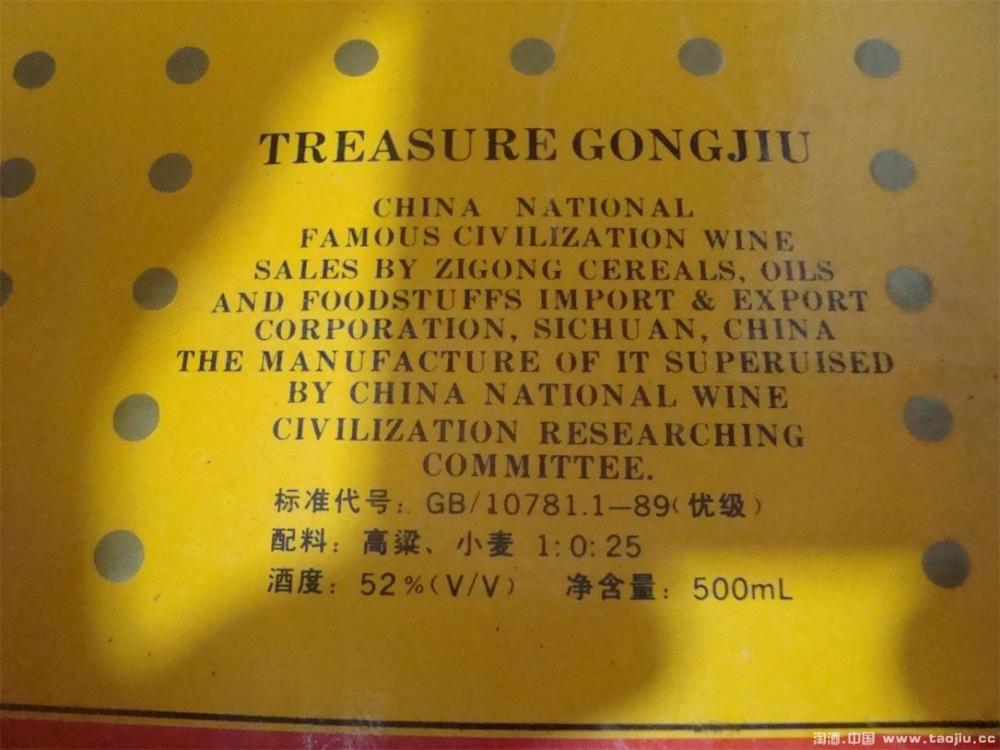 TREASURE GONGJIU
CHINA NATIONAL
FAMOUS CIVILIZATION WINE
SALES BY ZIGONG CEREALS, OILS
AND FOODSTUFFS IMPORT & EXPORT
CORPORATION, SICHUAN, CHINA
THE MANUFACTURE OF IT SUPERUISED
BY CHINA NATIONAL WINE
CIVILIZATION RESEARCHING
COMMITTEE.
标准代号: GB/10781.1—89(优级)
配料: 高粱、小麦 1:0:25
酒度: 52%(V/V) 净含量: 500mL
淘酒.中国 www.taojiu.cc